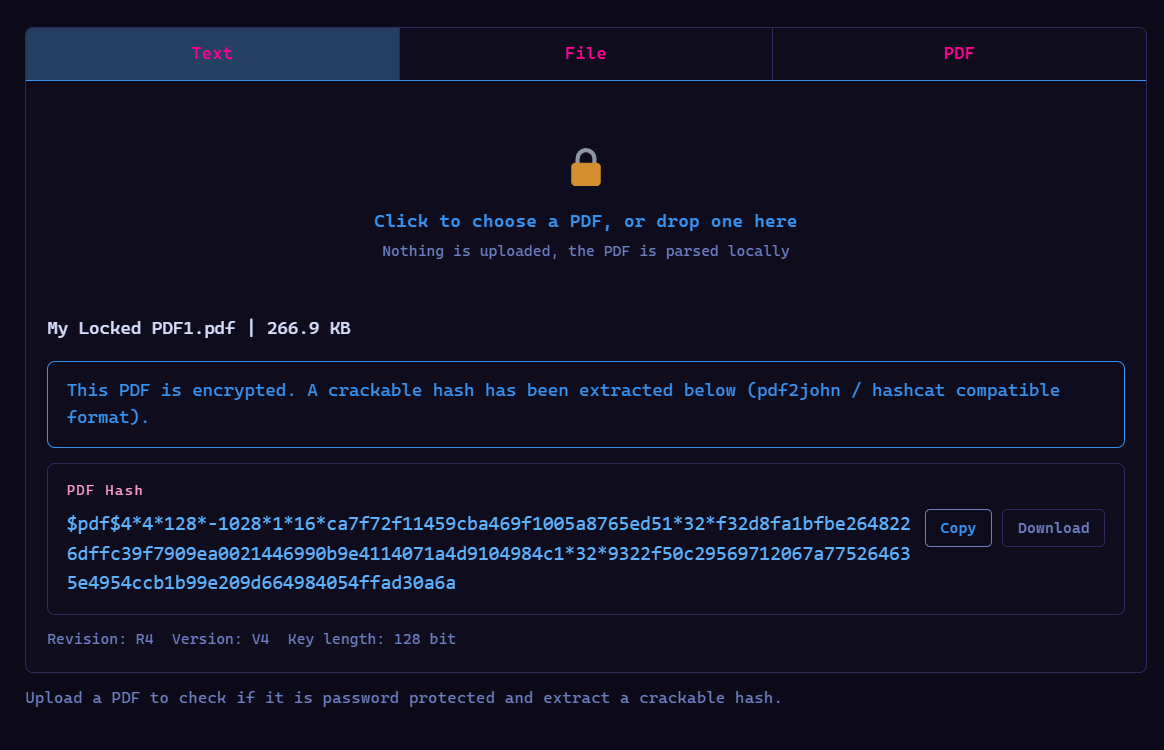 Text
File
PDF
Click to choose a PDF, or drop one here
Nothing is uploaded, the PDF is parsed locally
My Locked PDF1.pdf | 266.9 KB
This PDF is encrypted. A crackable hash has been extracted below (pdf2john / hashcat compatible
format).
PDF Hash
$pdf$4*4*128*-1028*1*16*ca7f72f11459cba469f1005a8765ed51*32*f32d8fa1bfbe264822
6dffc39f7909ea0021446990b9e4114071a4d9104984c1*32*9322f50c29569712067a77526463
5e4954ccb1b99e209d664984054ffad30a6a
Copy
Download
Revision: R4 Version: V4 Key length: 128 bit
Upload a PDF to check if it is password protected and extract a crackable hash.